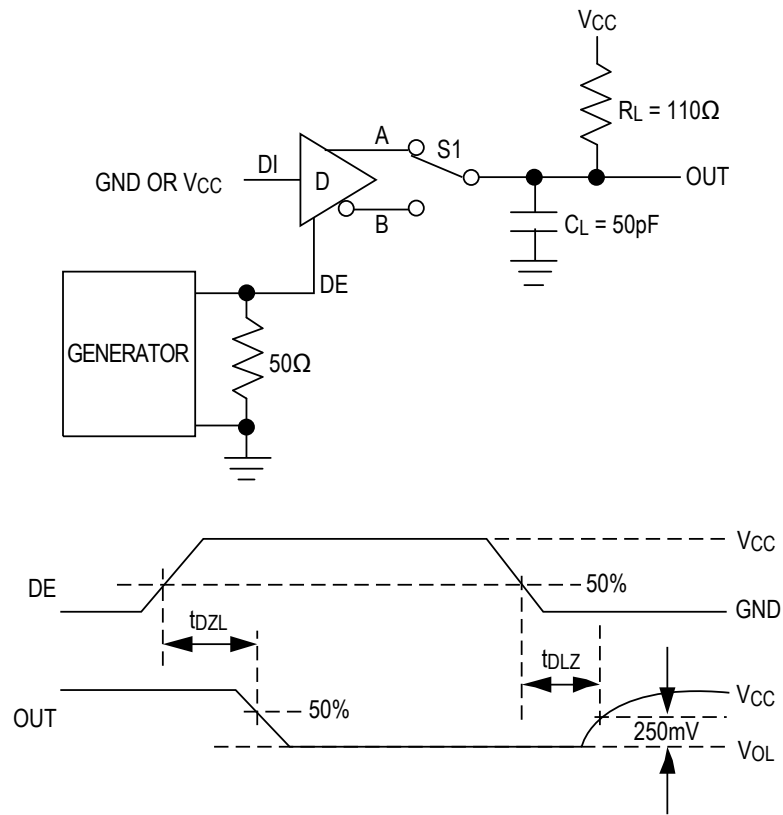 VCC
RL = 110Ω
A
S1
DI
D
GND OR VCC
OUT
B
CL = 50pF
DE
GENERATOR
50Ω
VCC
DE
50%
GND
tDZL
tDLZ
VCC
OUT
50%
250mV
VOL